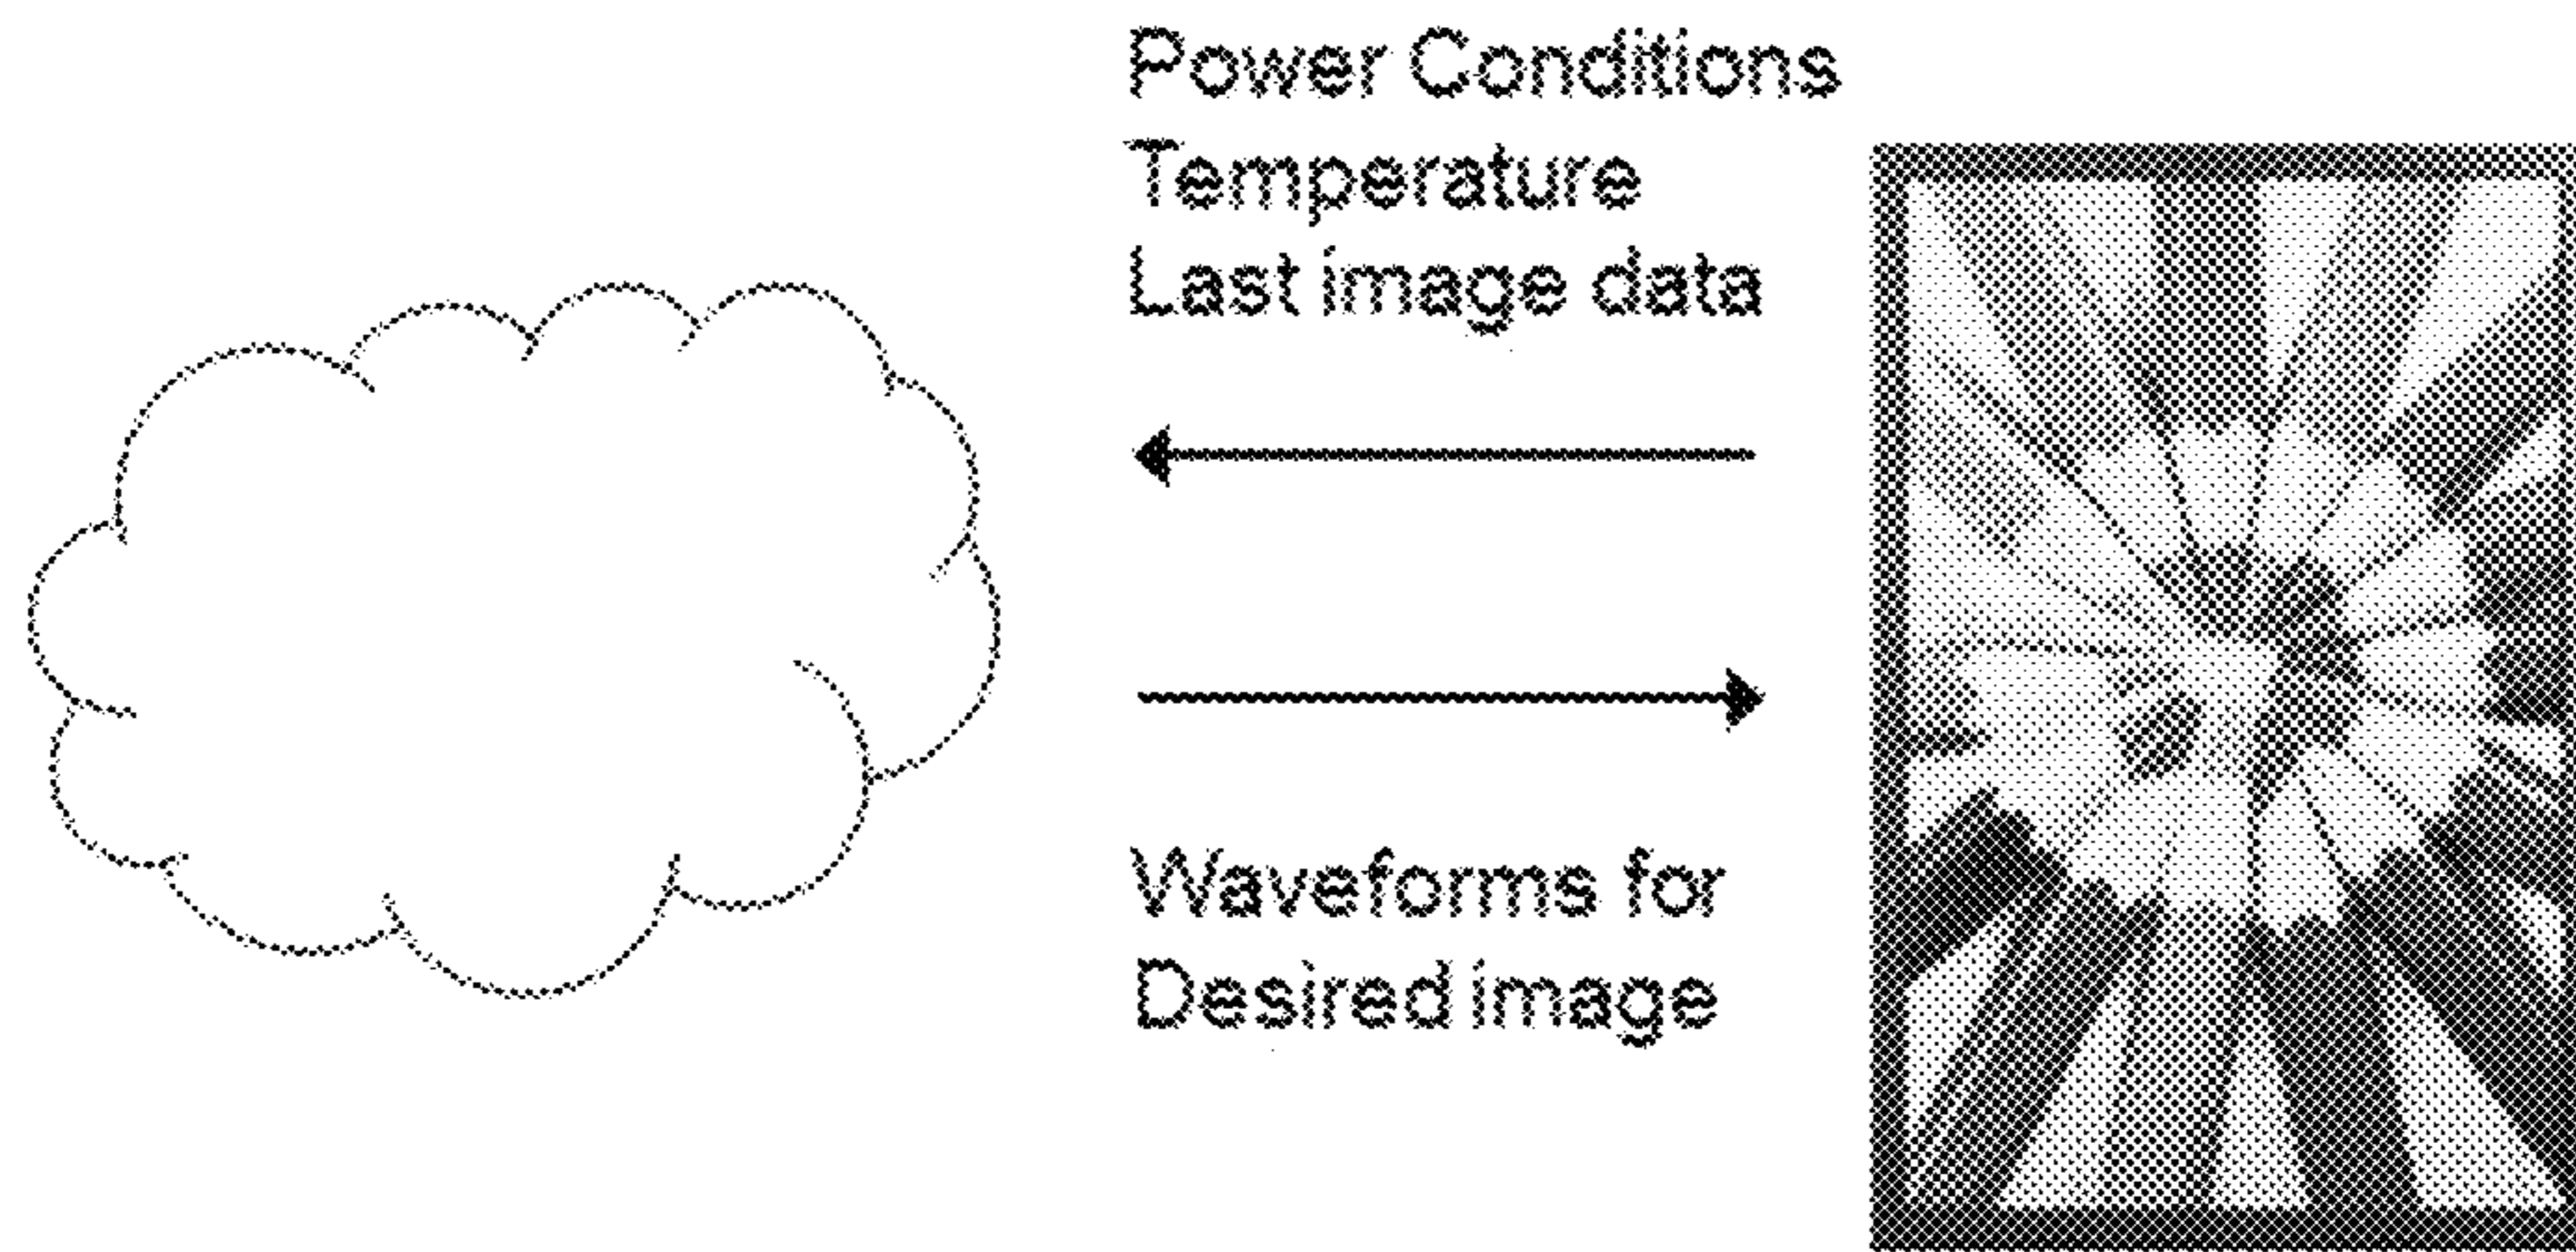 Power Conditions
Temperature
Last image data
Waveforms for
Desired image